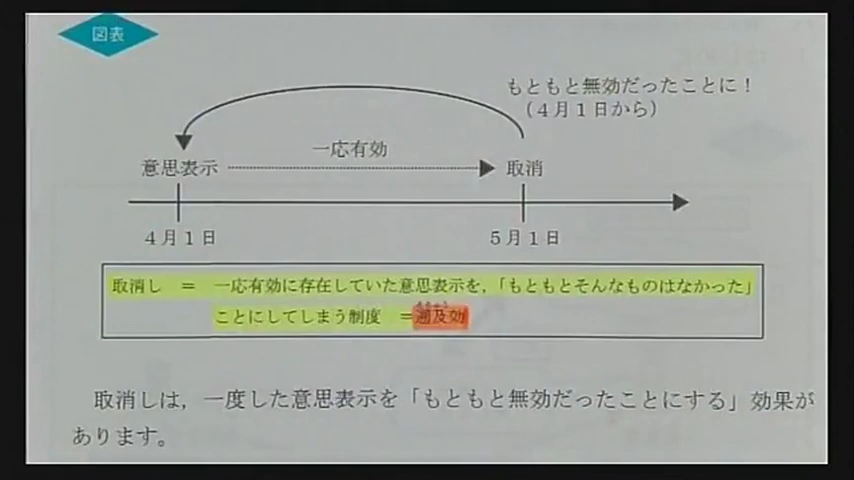 図表
もともと無効だったことに！
（４月１日から）
一応有効
意思表示
取消
４月１日
５月１日
取消し　＝　一応有効に存在していた意思表示を，「もともとそんなものはなかった」
ことにしてしまう制度　＝遡及効
取消しは，一度した意思表示を「もともと無効だったことにする」効果が
あります。